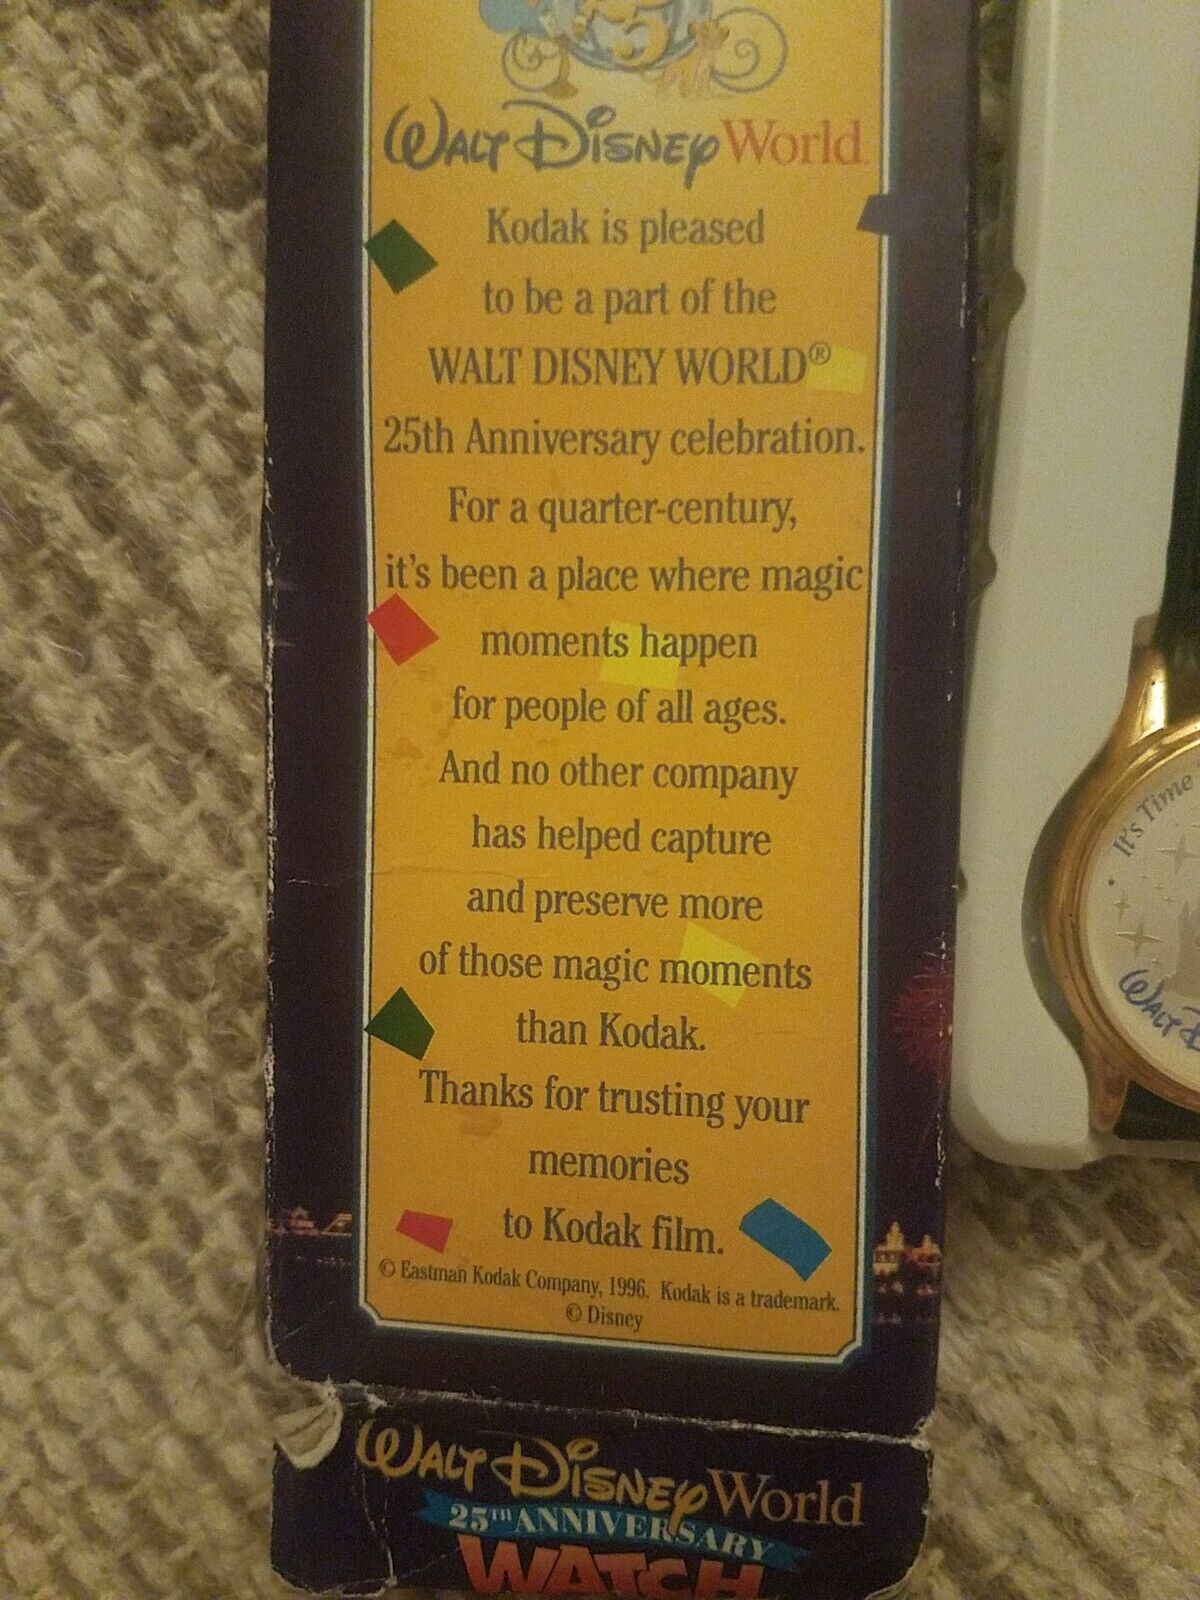 25
Walt Disney World
Kodak is pleased
to be a part of the
WALT DISNEY WORLD®
25th Anniversary celebration.
For a quarter-century,
it's been a place where magic
moments happen
for people of all ages.
And no other company
has helped capture
and preserve more
of those magic moments
than Kodak.
Thanks for trusting your
memories
to Kodak film.
© Eastman Kodak Company, 1996. Kodak is a trademark.
© Disney
Walt Disney World
25TH ANNIVERSARY
WATCH
It's Time
Walt